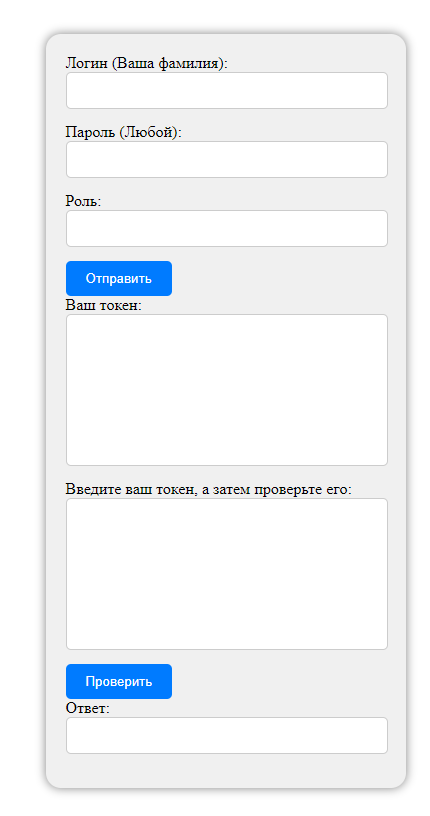 Логин (Ваша фамилия):
Пароль (Любой):
Роль:
Отправить
Ваш токен:
Введите ваш токен, а затем проверьте его:
Проверить
Ответ: